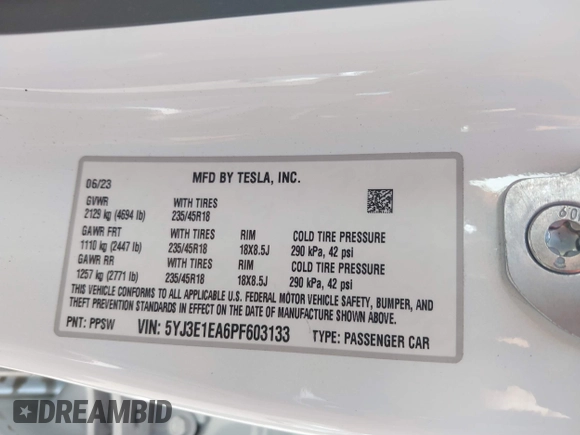 MFD BY TESLA, INC.
06/23
GVWR WITH TIRES
2129 kg (4694 lb) 235/45R18
GAWR FRT WITH TIRES RIM COLD TIRE PRESSURE
1110 kg (2447 lb) 235/45R18 18X8.5J 290 kPa, 42 psi
GAWR RR WITH TIRES RIM COLD TIRE PRESSURE
1257 kg (2771 lb) 235/45R18 18X8.5J 290 kPa, 42 psi
THIS VEHICLE CONFORMS TO ALL APPLICABLE U.S. FEDERAL MOTOR VEHICLE SAFETY, BUMPER, AND
THEFT PREVENTION STANDARDS IN EFFECT ON THE DATE OF MANUFACTURE SHOWN ABOVE.
PNT: PPSW VIN: 5YJ3E1EA6PF603133 TYPE: PASSENGER CAR
DREAMBID